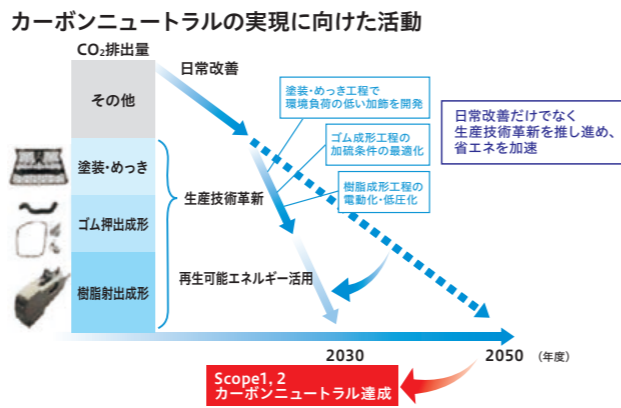 カーボンニュートラルの実現に向けた活動
CO₂排出量
日常改善
その他
塗装・めっき工程で
環境負荷の低い加飾を開発
日常改善だけでなく
生産技術革新を推し進め、
省エネを加速
ゴム成形工程の
加硫条件の最適化
塗装・めっき
樹脂成形工程の
電動化・低圧化
生産技術革新
ゴム押出成形
再生可能エネルギー活用
樹脂射出成形
2030
2050
（年度）
Scope1, 2
カーボンニュートラル達成